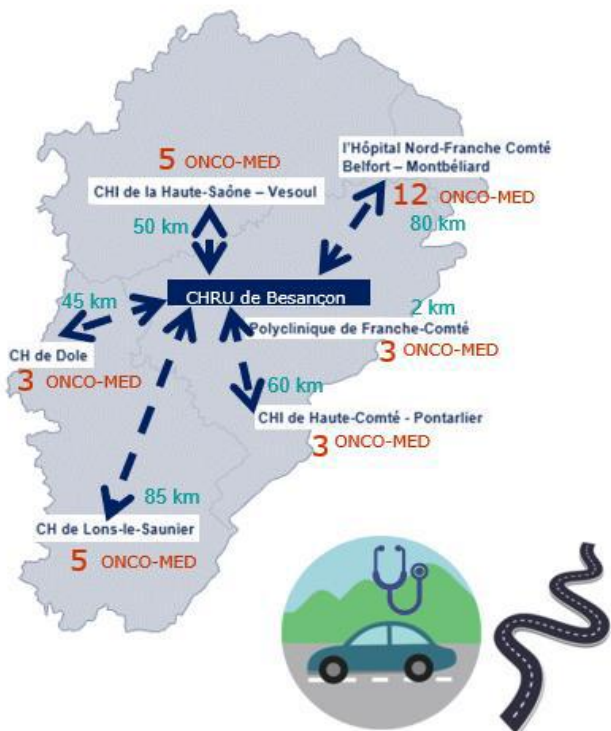 5 ONCO-MED
CHI de la Haute-Saône – Vesoul
50 km
l'Hôpital Nord-Franche Comté
Belfort – Montbéliard
12 ONCO-MED
80 km
CHRU de Besançon
45 km
CH de Dole
3 ONCO-MED
2 km
Polyclinique de Franche-Comté
3 ONCO-MED
60 km
CHI de Haute-Comté - Pontarlier
3 ONCO-MED
85 km
CH de Lons-le-Saunier
5 ONCO-MED